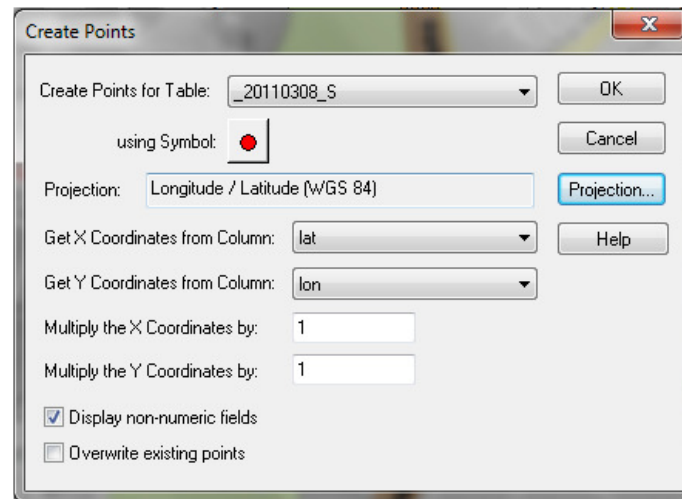 Create Points
Create Points for Table: _20110308_S OK
using Symbol: Cancel
Projection: Longitude / Latitude (WGS 84) Projection...
Get X Coordinates from Column: lat Help
Get Y Coordinates from Column: lon
Multiply the X Coordinates by: 1
Multiply the Y Coordinates by: 1
Display non-numeric fields
Overwrite existing points